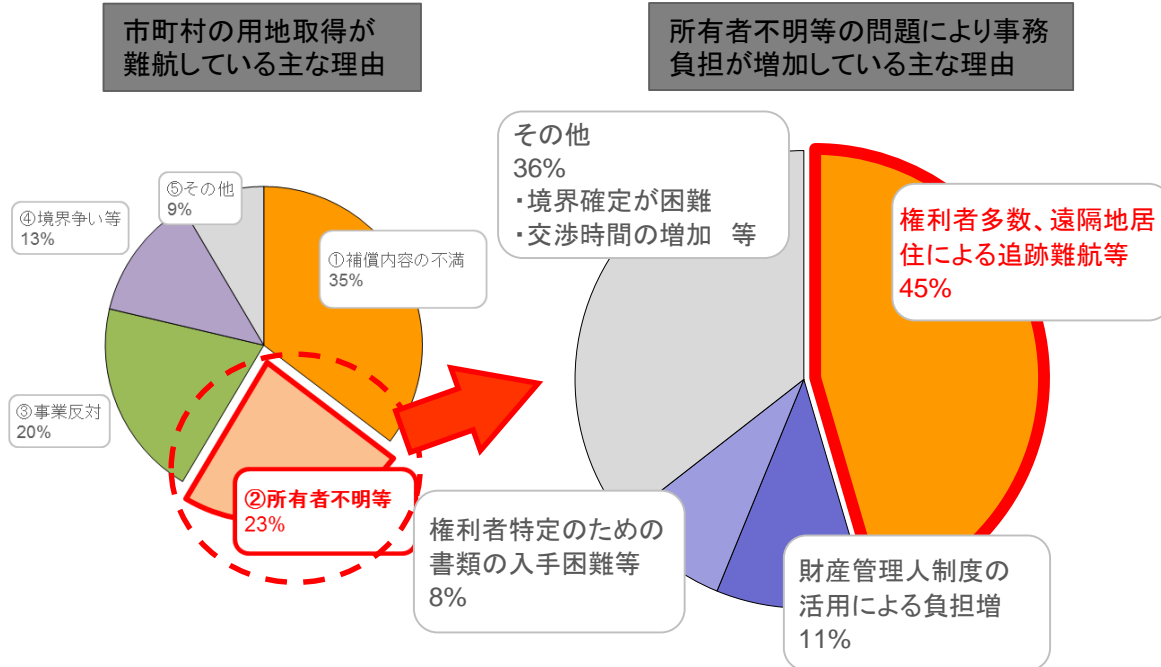 市町村の用地取得が
難航している主な理由
①補償内容の不満
35%
②所有者不明等
23%
③事業反対
20%
④境界争い等
13%
⑤その他
9%
所有者不明等の問題により事務
負担が増加している主な理由
権利者多数、遠隔地居
住による追跡難航等
45%
財産管理人制度の
活用による負担増
11%
権利者特定のための
書類の入手困難等
8%
その他
36%
・境界確定が困難
・交渉時間の増加 等